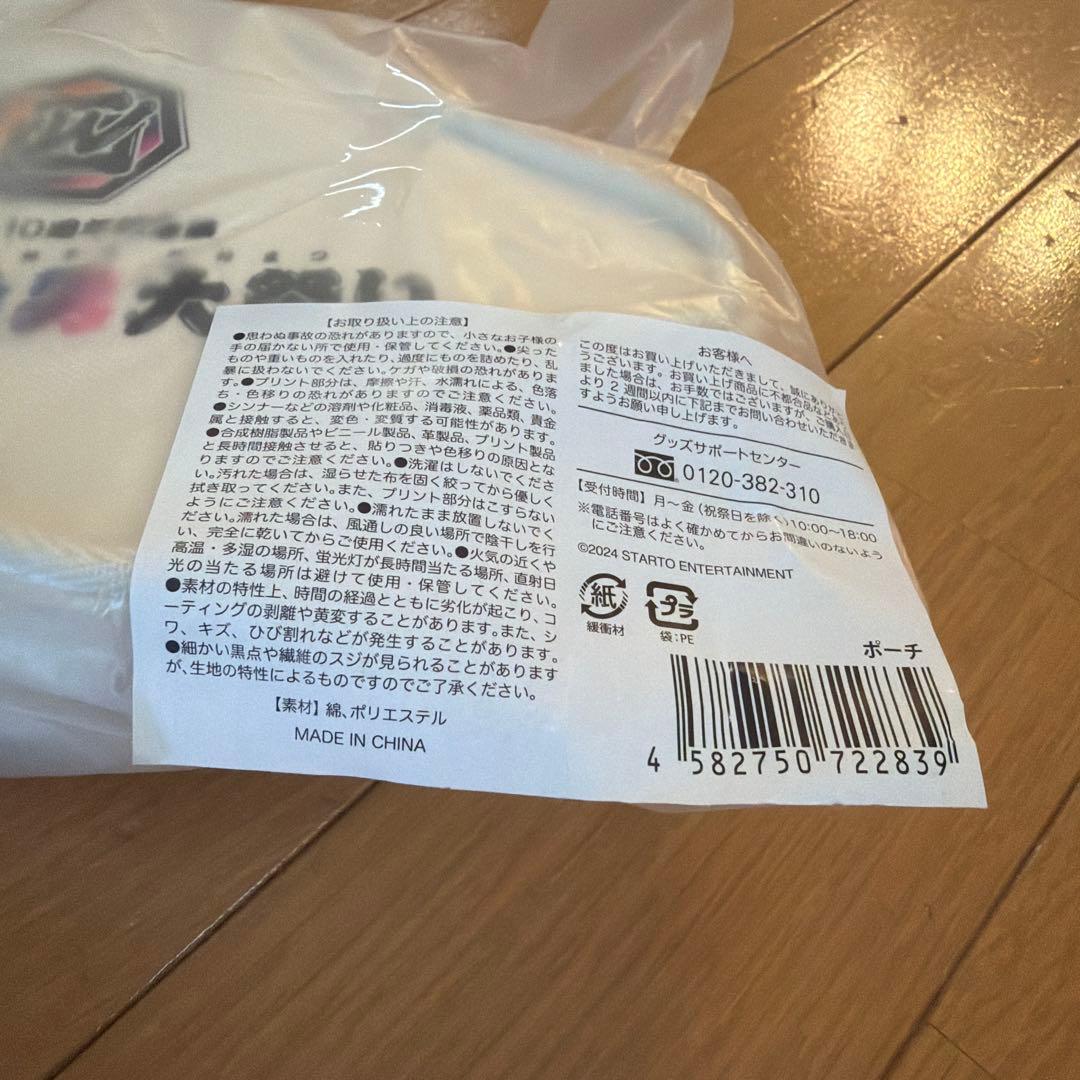 大祭り
【お取り扱い上の注意】
●思わぬ事故の恐れがありますので、小さなお子様の
手の届かない所で使用・保管してください。●尖った
ものや重いものを入れたり、過度にものを詰めたり、乱
暴に扱わないでください。ケガや破損の恐れがありま
す。●プリント部分は、摩擦や汗、水濡れによる、色落
ち・色移りの恐れがありますのでご注意ください。
●シンナーなどの溶剤や化粧品、消毒液、薬品類、貴金
属と接触すると、変色・変質する可能性があります。
●合成樹脂製品やビニール製品、革製品、プリント製品
と長時間接触させると、貼りつきや色移りの原因とな
りますのでご注意ください。●洗濯はしないでくださ
い。汚れた場合は、湿らせた布を固く絞ってから優しく
拭き取ってください。また、プリント部分はこすらない
ようにご注意ください。●濡れたまま放置しないでく
ださい。濡れた場合は、風通しの良い場所で陰干しを行
い、完全に乾いてからご使用ください。●火気の近くや
高温・多湿の場所、蛍光灯が長時間当たる場所、直射日
光の当たる場所は避けて使用・保管してください。
●素材の特性上、時間の経過とともに劣化が起こり、コ
ーティングの剥離や黄変することがあります。また、シ
ワ、キズ、ひび割れなどが発生することがあります。
●細かい黒点や繊維のスジが見られることがあります
が、生地の特性によるものですのでご了承ください。
【素材】綿、ポリエステル
MADE IN CHINA
お客様へ
この度はお買い上げいただきまして、誠にありがと
うございます。お買い上げ商品に不都合な
ました場合は、お手数ではございますが、ご購入
より2週間以内に下記までお問い合わせいただきま
すようお願い申し上げます。
グッズサポートセンター
0120-382-310
【受付時間】月〜金(祝祭日を除く)10:00〜18:00
※電話番号はよく確かめてからお間違いのないよう
にご注意ください。
©2024 STARTO ENTERTAINMENT
紙
緩衝材
プラ
袋:PE
ポーチ
4 582750 722839